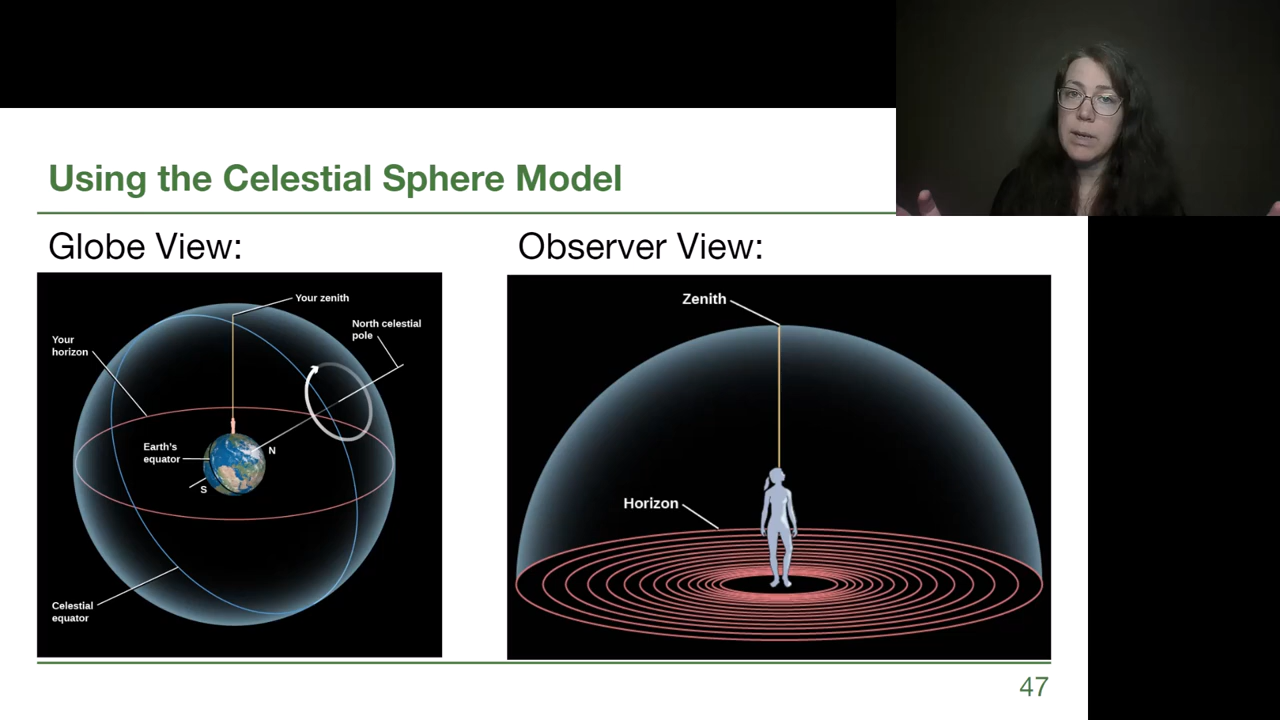 Using the Celestial Sphere Model
Globe View:
Observer View:
Your zenith
North celestial
pole
Your
horizon
Earth's
equator
N
S
Celestial
equator
Zenith
Horizon
47